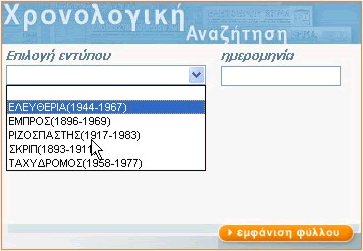 Χρονολογική
Αναζήτηση
Επιλογή εντύπου
ημερομηνία
ΕΛΕΥΘΕΡΙΑ(1944-1967)
ΕΜΠΡΟΣ(1896-1969)
ΡΙΖΟΣΠΑΣΤΗΣ(1917-1983)
ΣΚΡΙΠ(1893-1911
ΤΑΧΥΔΡΟΜΟΣ(1958-1977)
εμφάνιση φύλλου